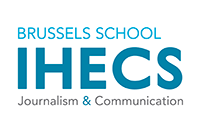 BRUSSELS SCHOOL
IHECS
Journalism & Communication